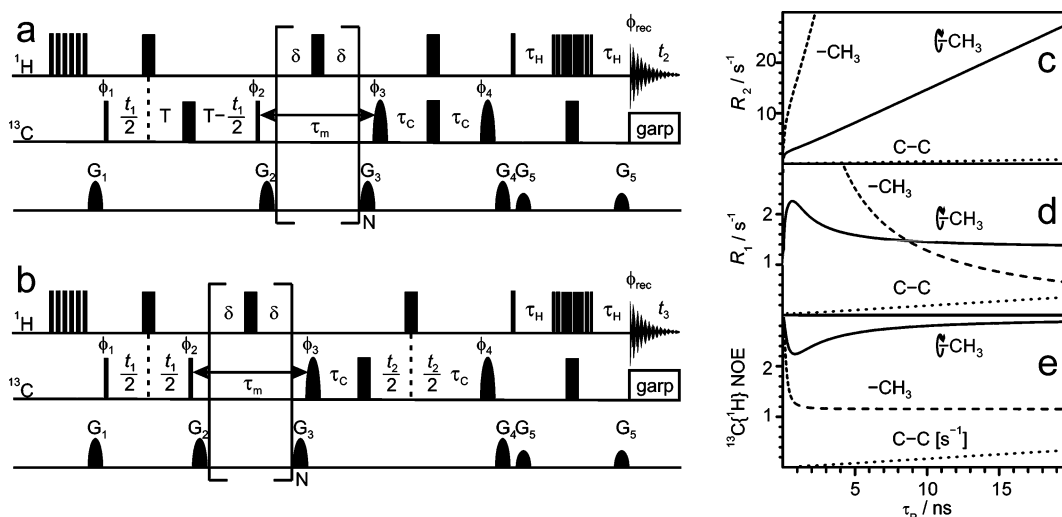 a
¹H
δ δ
τH τH
ϕrec
t₂
ϕ₁ t₁/2 T T−t₁/2 ϕ₂
τm
ϕ₃ τC τC ϕ₄
¹³C
garp
G₁ G₂ G₃ G₄ G₅ G₅
N
b
¹H
δ δ
τH τH
ϕrec
t₃
ϕ₁ t₁/2 t₁/2 ϕ₂
τm
ϕ₃ τC t₂/2 t₂/2 τC ϕ₄
¹³C
garp
G₁ G₂ G₃ G₄ G₅ G₅
N
R₂ / s⁻¹
20
10
−CH₃
−CH₃
C−C
c
R₁ / s⁻¹
2
1
−CH₃
−CH₃
C−C
d
¹³C{¹H} NOE
2
1
−CH₃
−CH₃
C−C [s⁻¹]
e
5 10 15
τR / ns